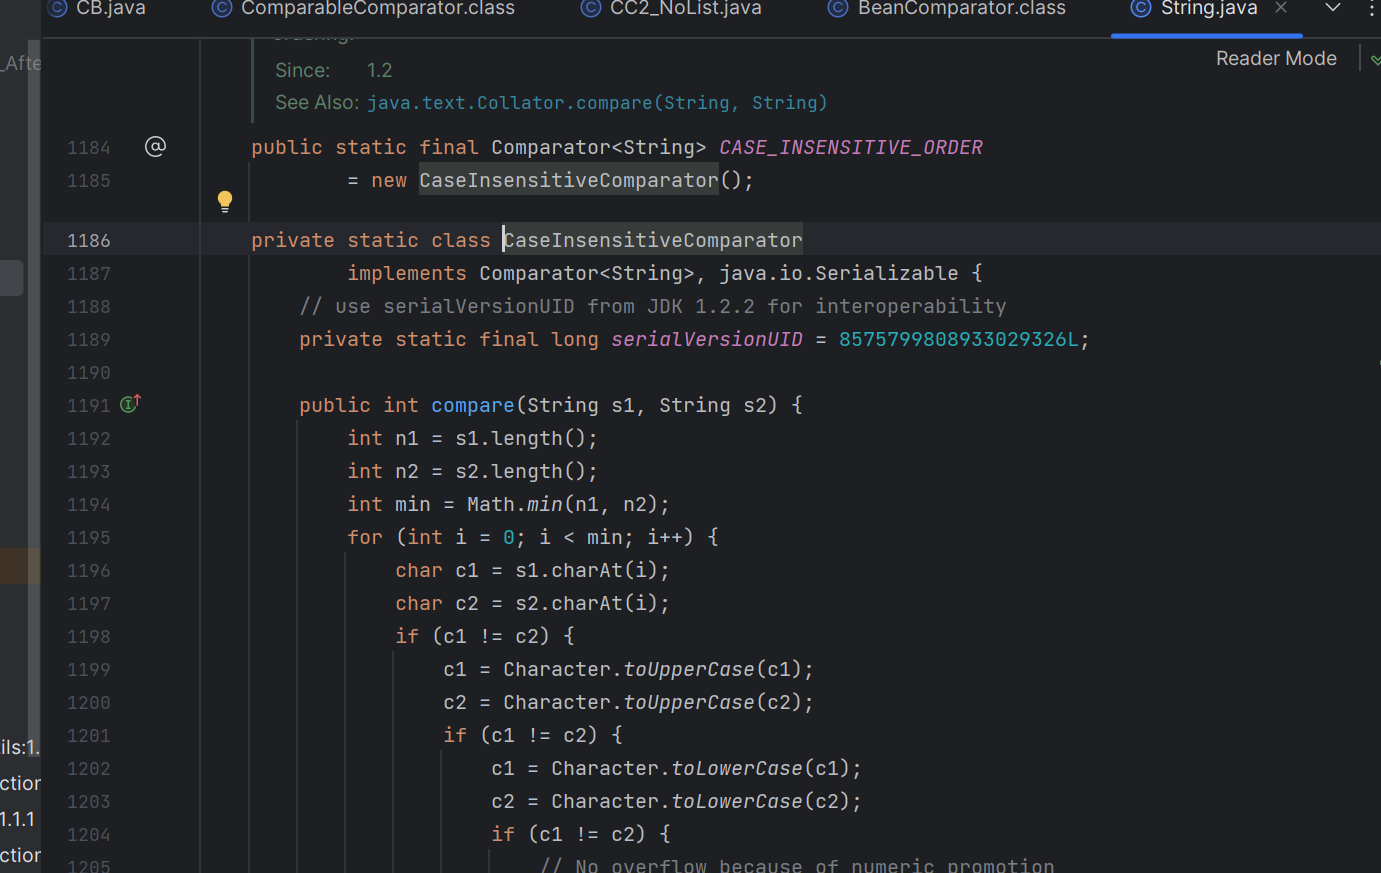 CB.java ComparableComparator.class CC2_NoList.java BeanComparator.class String.java
ordering.
_Afte
Reader Mode
Since: 1.2
See Also: java.text.Collator.compare(String, String)
1184 public static final Comparator<String> CASE_INSENSITIVE_ORDER
1185 = new CaseInsensitiveComparator();
1186 private static class CaseInsensitiveComparator
1187 implements Comparator<String>, java.io.Serializable {
1188 // use serialVersionUID from JDK 1.2.2 for interoperability
1189 private static final long serialVersionUID = 8575799808933029326L;
1190
1191 public int compare(String s1, String s2) {
1192 int n1 = s1.length();
1193 int n2 = s2.length();
1194 int min = Math.min(n1, n2);
1195 for (int i = 0; i < min; i++) {
1196 char c1 = s1.charAt(i);
1197 char c2 = s2.charAt(i);
1198 if (c1 != c2) {
1199 c1 = Character.toUpperCase(c1);
1200 c2 = Character.toUpperCase(c2);
1201 if (c1 != c2) {
ils:1.
1202 c1 = Character.toLowerCase(c1);
ction
1203 c2 = Character.toLowerCase(c2);
1.1.1
1204 if (c1 != c2) {
ction
1205 // No overflow because of numeric promotion